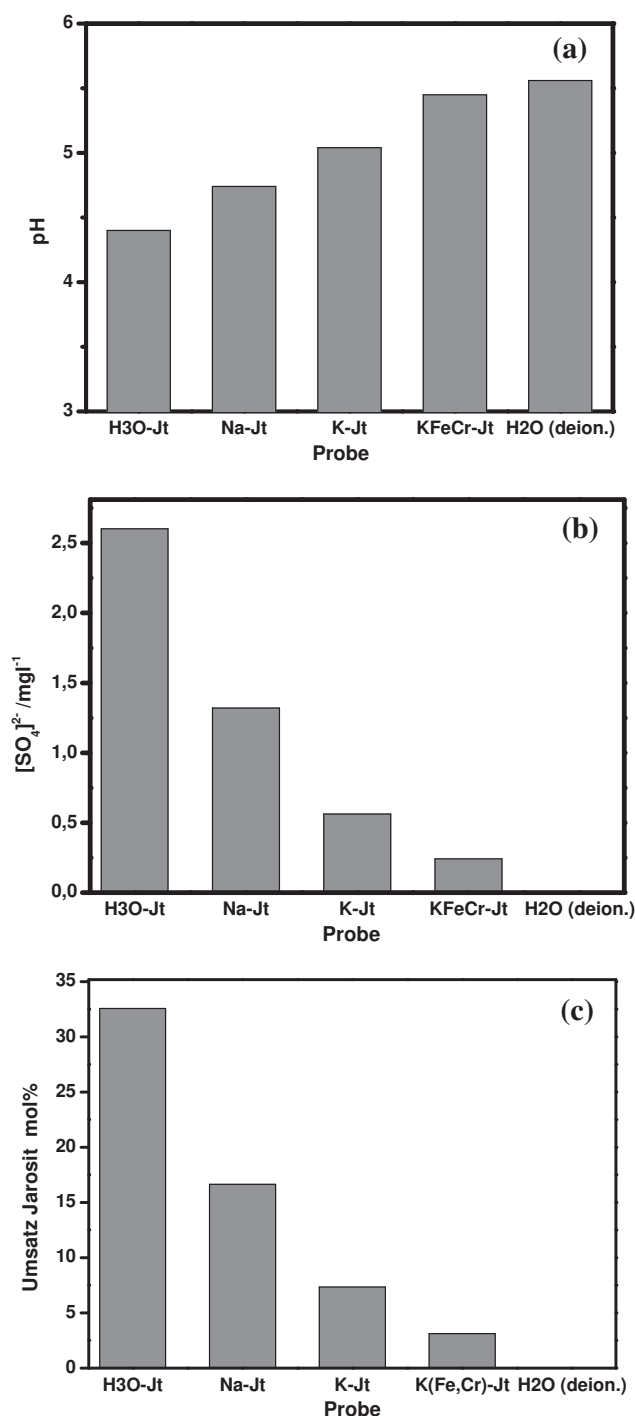 (a)
6
5
4
3
pH
H3O-Jt Na-Jt K-Jt KFeCr-Jt H2O (deion.)
Probe
(b)
2,5
2,0
1,5
1,0
0,5
0,0
[SO₄]²⁻/mgl⁻¹
H3O-Jt Na-Jt K-Jt KFeCr-Jt H2O (deion.)
Probe
(c)
35
30
25
20
15
10
5
0
Umsatz Jarosit mol%
H3O-Jt Na-Jt K-Jt K(Fe,Cr)-Jt H2O (deion.)
Probe